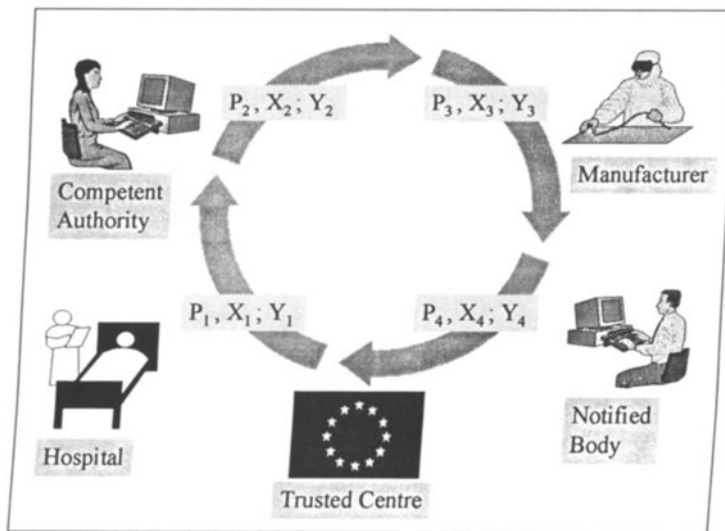 P₂, X₂; Y₂
P₃, X₃; Y₃
Competent
Authority
Manufacturer
P₁, X₁; Y₁
P₄, X₄; Y₄
Hospital
Trusted Centre
Notified
Body